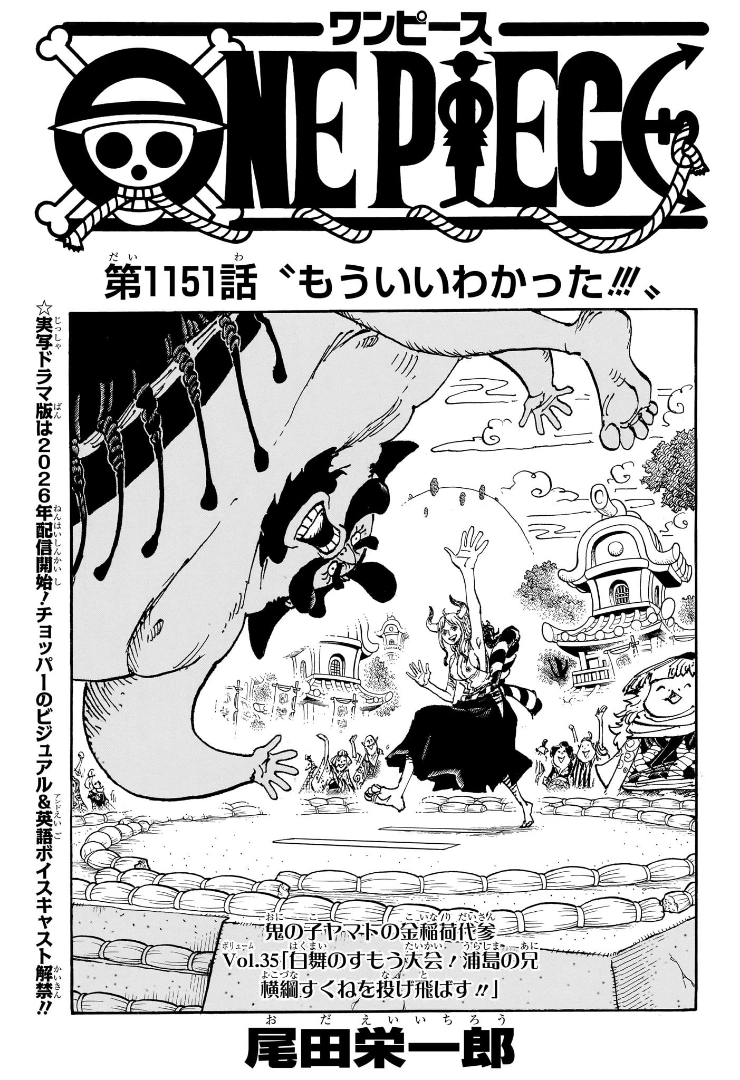 ワンピース
ONE PIECE
第1151話 〝もういいわかった!!!〟
☆実写ドラマ版は2026年配信開始!チョッパーのビジュアル&英語ボイスキャスト解禁!!
鬼の子ヤマトの金稲荷代参
Vol.35「白舞のすもう大会!浦島の兄
横綱すくねを投げ飛ばす!!」
尾田栄一郎